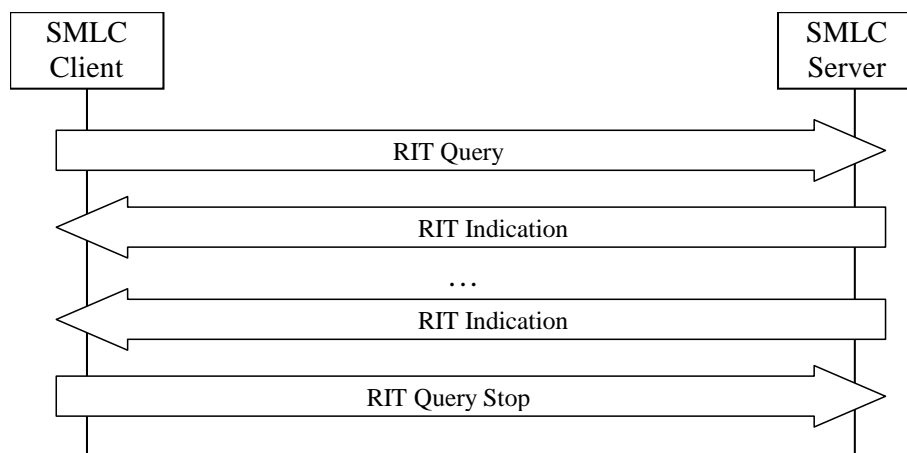 SMLC
Client
SMLC
Server
RIT Query
RIT Indication
...
RIT Indication
RIT Query Stop